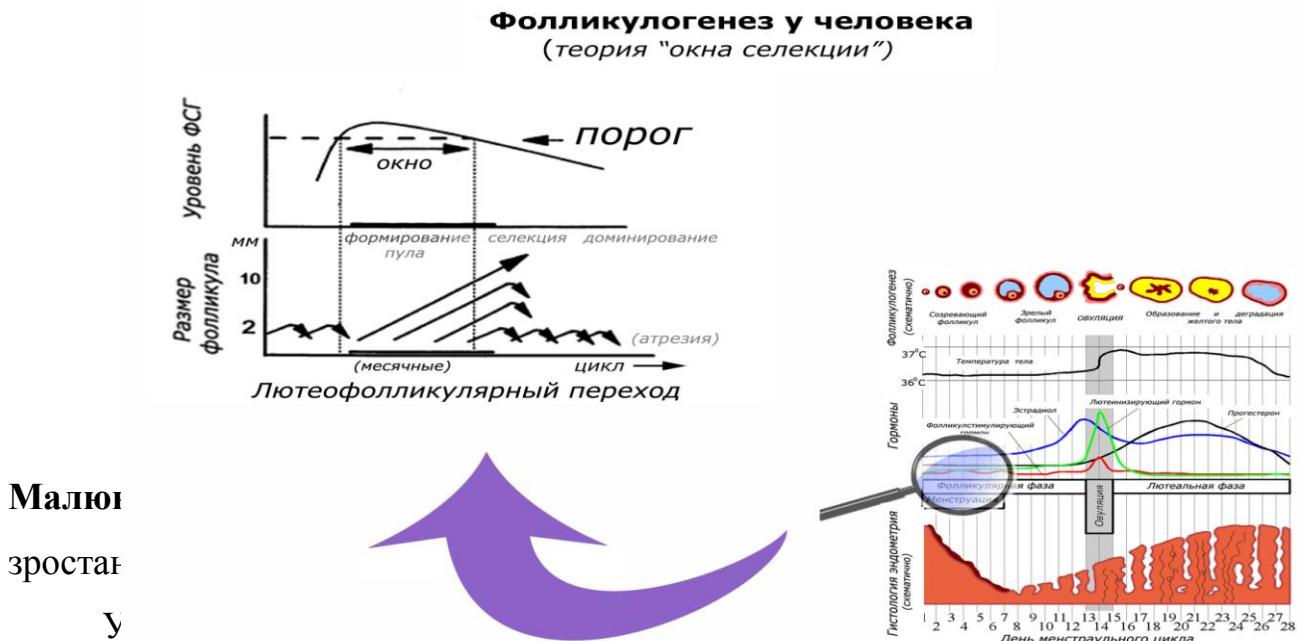 Фолликулогенез у человека
(теория “окна селекции”)
Уровень ФСГ
порог
окно
мм
формирование пула
селекция
доминирование
Размер фолликула
10
2
(атрезия)
(месячные)
цикл
Лютеофолликулярный переход
Фолликулогенез
(схематично)
Созревающий фолликул
Зрелый фолликул
ОВУЛЯЦИЯ
Образование и деградация
желтого тела
37°C
36°C
Температура тела
Гормоны
Эстрадиол
Лютеинизирующий гормон
Прогестерон
Фолликулстимулирующий
гормон
Фолликулярная фаза
Лютеальная фаза
Менструация
Овуляция
Гистология эндометрия
(схематично)
2 4 6 8 10 12 14 16 18 20 22 24 26 28
1 3 5 7 9 11 13 15 17 19 21 23 25 27
День менстраульного цикла
зростан
У